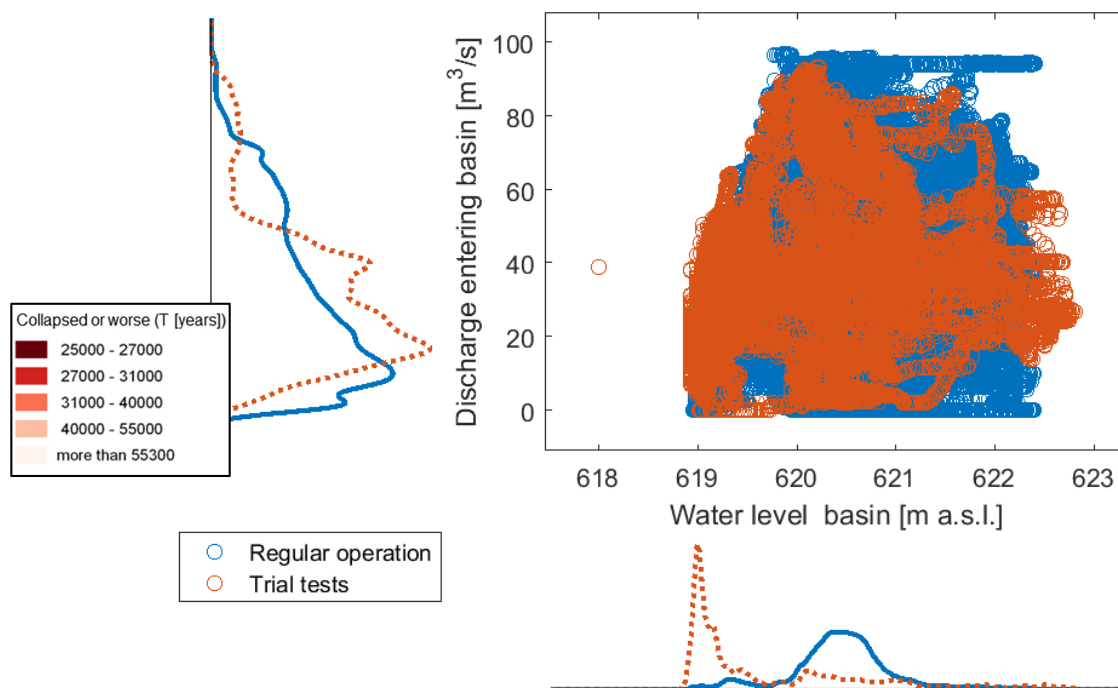 100
80
60
40
20
0
Discharge entering basin [m³/s]
618 619 620 621 622 623
Water level basin [m a.s.l.]
Collapsed or worse (T [years])
25000 - 27000
27000 - 31000
31000 - 40000
40000 - 55000
more than 55300
Regular operation
Trial tests